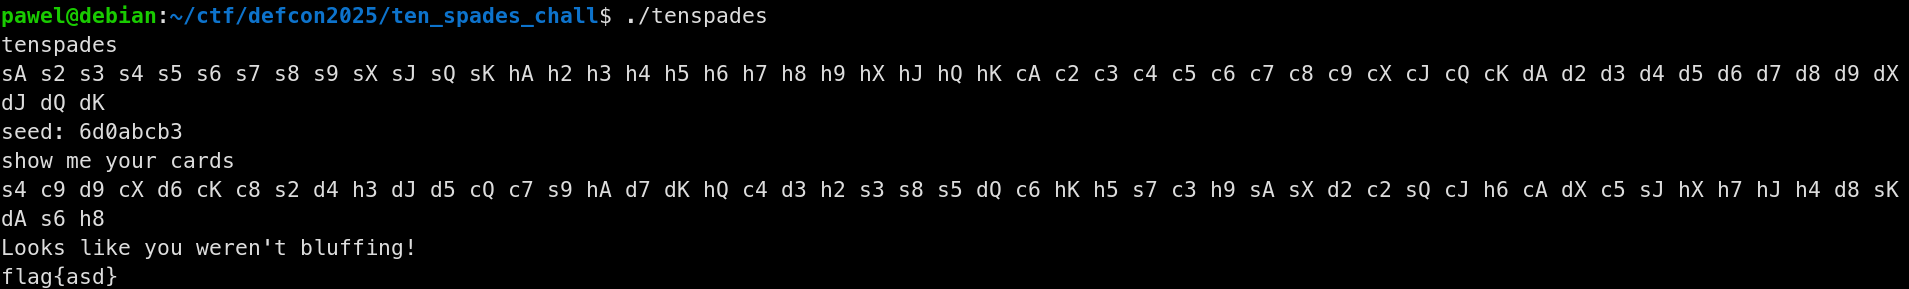 pawel@debian:~/ctf/defcon2025/ten_spades_chall$ ./tenspades
tenspades
sA s2 s3 s4 s5 s6 s7 s8 s9 sX sJ sQ sK hA h2 h3 h4 h5 h6 h7 h8 h9 hX hJ hQ hK cA c2 c3 c4 c5 c6 c7 c8 c9 cX cJ cQ cK dA d2 d3 d4 d5 d6 d7 d8 d9 dX
dJ dQ dK
seed: 6d0abcb3
show me your cards
s4 c9 d9 cX d6 cK c8 s2 d4 h3 dJ d5 cQ c7 s9 hA d7 dK hQ c4 d3 h2 s3 s8 s5 dQ c6 hK h5 s7 c3 h9 sA sX d2 c2 sQ cJ h6 cA dX c5 sJ hX h7 hJ h4 d8 sK
dA s6 h8
Looks like you weren't bluffing!
flag{asd}